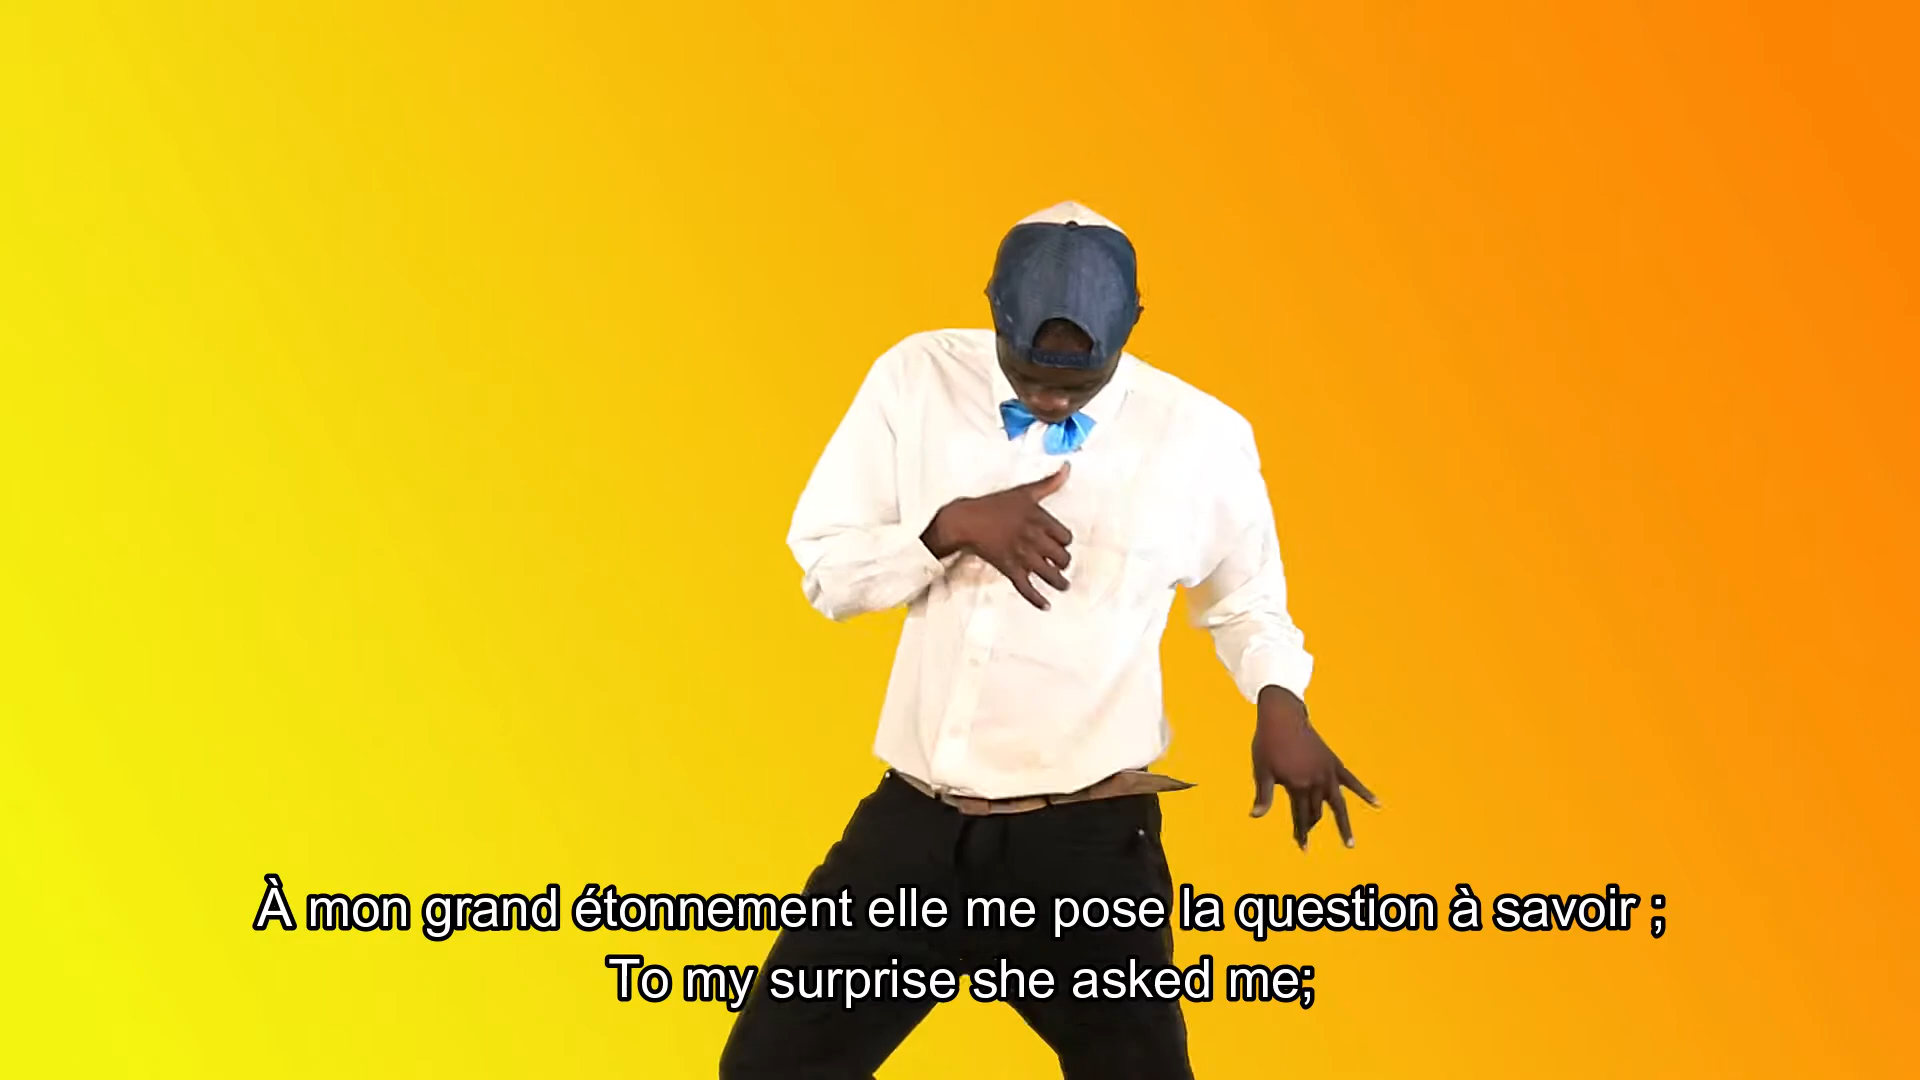 À mon grand étonnement elle me pose la question à savoir ;
To my surprise she asked me;